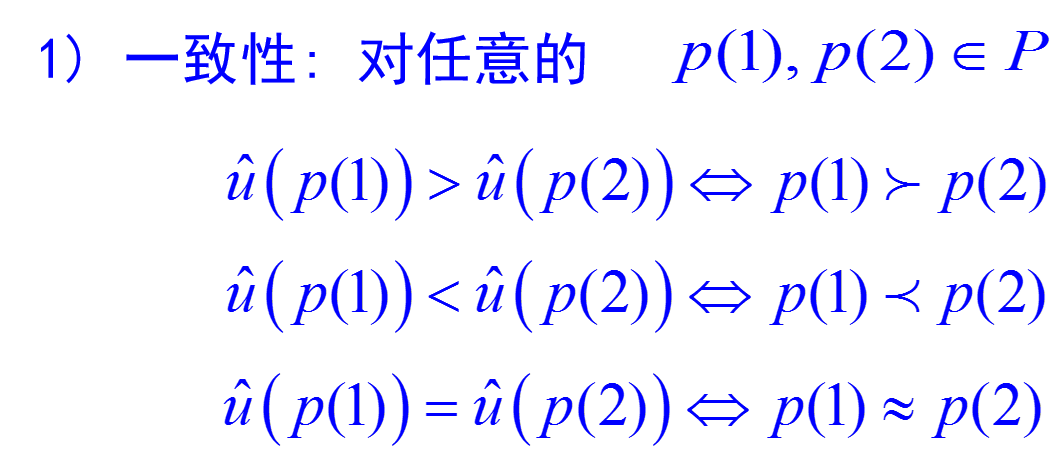 1） 一致性： 对任意的 p(1), p(2) ∈ P
û(p(1)) > û(p(2)) ⇔ p(1) ≻ p(2)
û(p(1)) < û(p(2)) ⇔ p(1) ≺ p(2)
û(p(1)) = û(p(2)) ⇔ p(1) ≈ p(2)